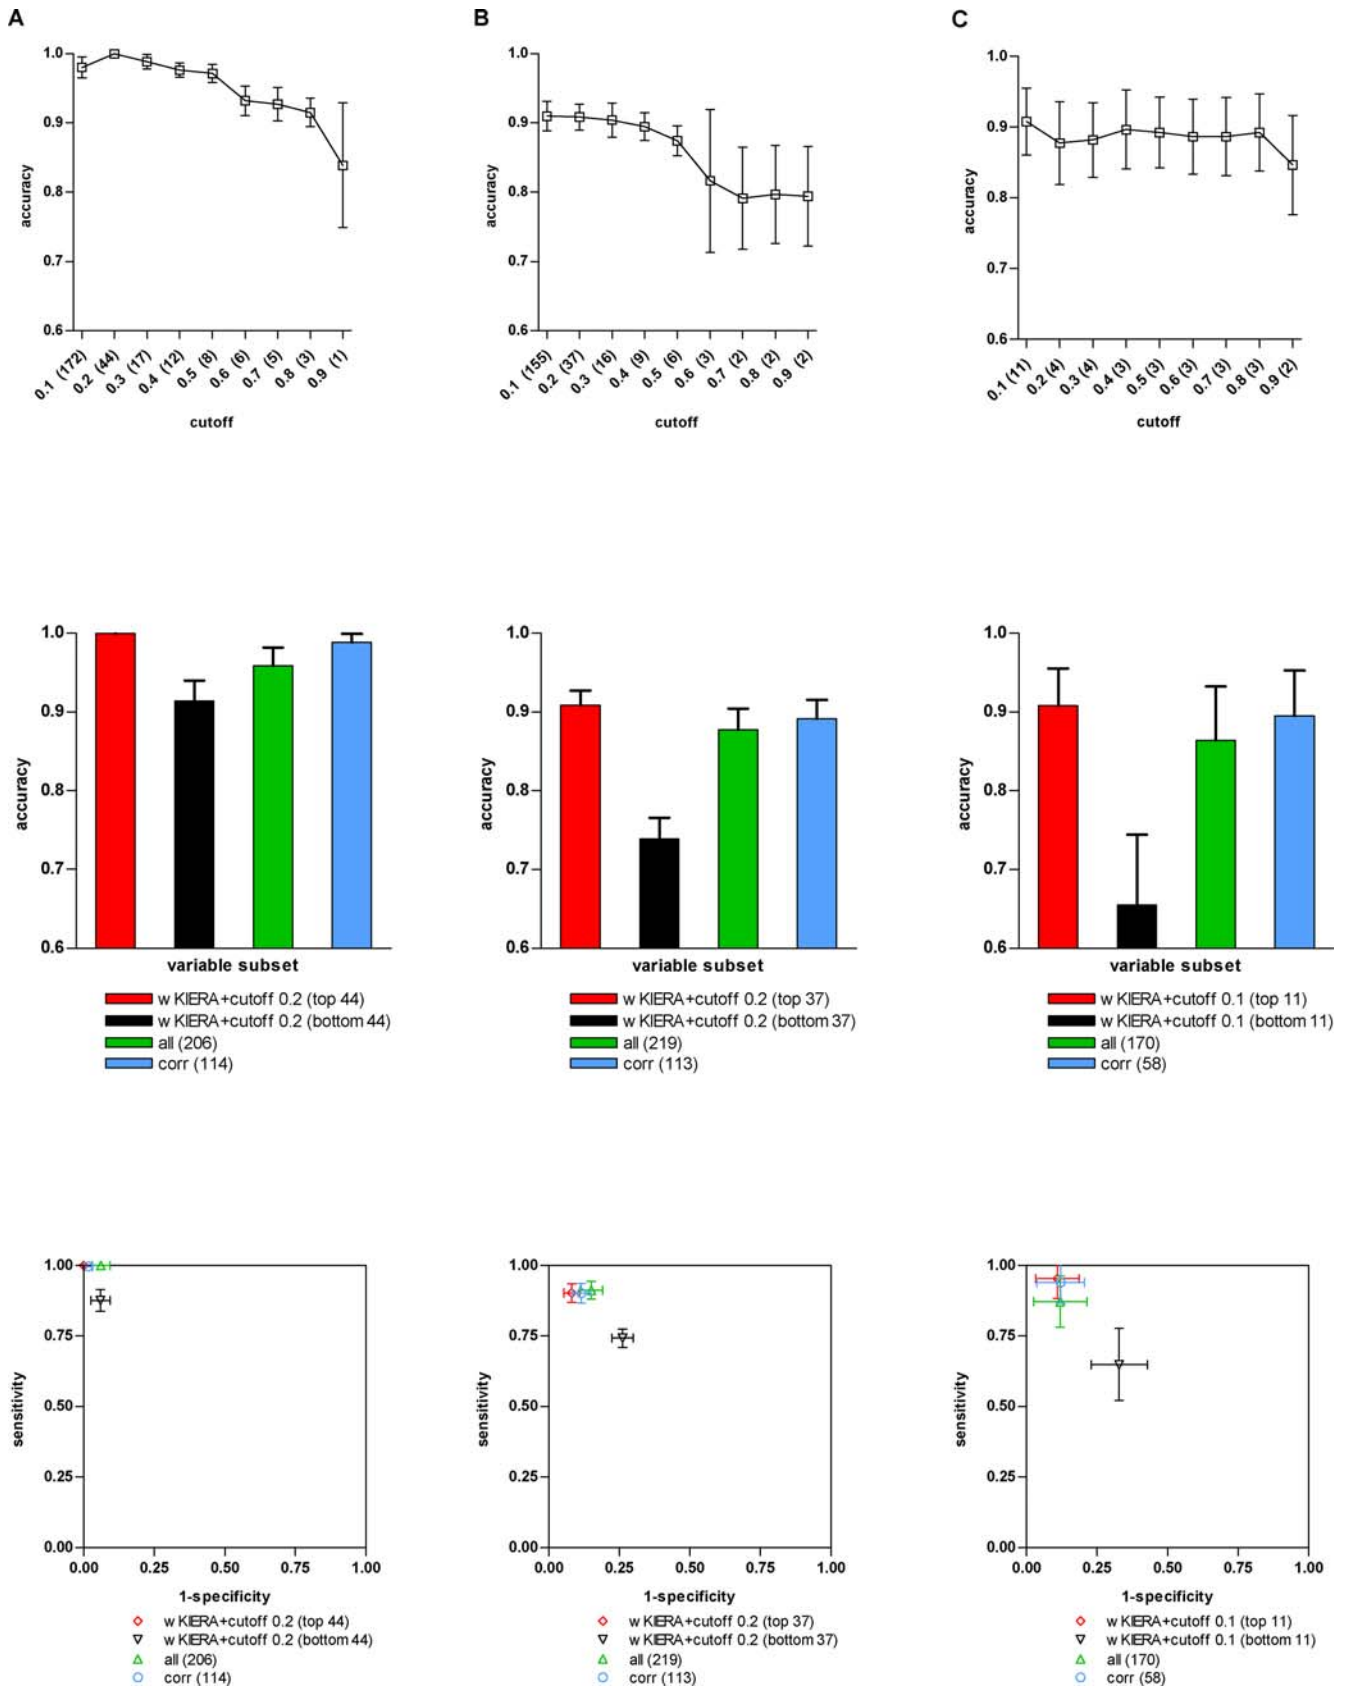 A
1.0
0.9
0.8
0.7
0.6
accuracy
0.1 (172)
0.2 (44)
0.3 (17)
0.4 (12)
0.5 (8)
0.6 (6)
0.7 (5)
0.8 (3)
0.9 (1)
cutoff
B
1.0
0.9
0.8
0.7
0.6
accuracy
0.1 (155)
0.2 (37)
0.3 (16)
0.4 (9)
0.5 (6)
0.6 (3)
0.7 (2)
0.8 (2)
0.9 (2)
cutoff
C
1.0
0.9
0.8
0.7
0.6
accuracy
0.1 (11)
0.2 (4)
0.3 (4)
0.4 (3)
0.5 (3)
0.6 (3)
0.7 (3)
0.8 (3)
0.9 (2)
cutoff
1.0
0.9
0.8
0.7
0.6
accuracy
variable subset
w KIERA+cutoff 0.2 (top 44)
w KIERA+cutoff 0.2 (bottom 44)
all (206)
corr (114)
1.0
0.9
0.8
0.7
0.6
accuracy
variable subset
w KIERA+cutoff 0.2 (top 37)
w KIERA+cutoff 0.2 (bottom 37)
all (219)
corr (113)
1.0
0.9
0.8
0.7
0.6
accuracy
variable subset
w KIERA+cutoff 0.1 (top 11)
w KIERA+cutoff 0.1 (bottom 11)
all (170)
corr (58)
1.00
0.75
0.50
0.25
0.00
sensitivity
0.00 0.25 0.50 0.75 1.00
1-specificity
w KIERA+cutoff 0.2 (top 44)
w KIERA+cutoff 0.2 (bottom 44)
all (206)
corr (114)
1.00
0.75
0.50
0.25
0.00
sensitivity
0.00 0.25 0.50 0.75 1.00
1-specificity
w KIERA+cutoff 0.2 (top 37)
w KIERA+cutoff 0.2 (bottom 37)
all (219)
corr (113)
1.00
0.75
0.50
0.25
0.00
sensitivity
0.00 0.25 0.50 0.75 1.00
1-specificity
w KIERA+cutoff 0.1 (top 11)
w KIERA+cutoff 0.1 (bottom 11)
all (170)
corr (58)